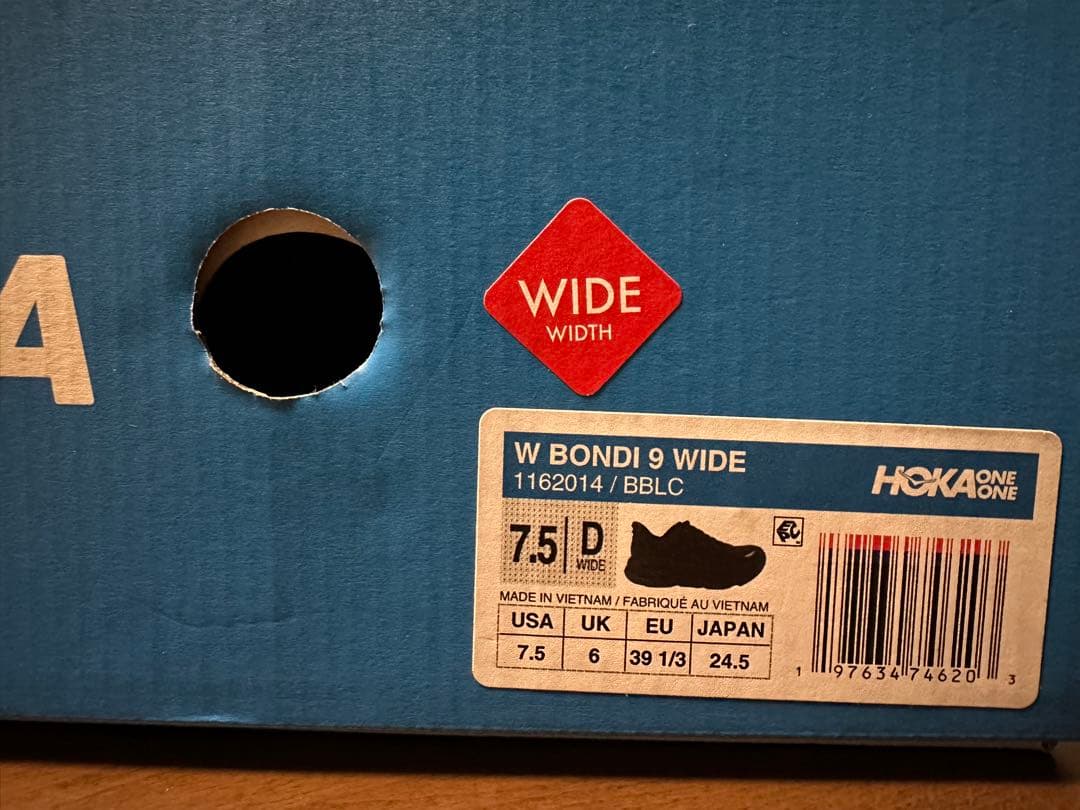 A
WIDE
WIDTH
W BONDI 9 WIDE
1162014 / BBLC
HOKA ONE ONE
7.5 D
WIDE
MADE IN VIETNAM / FABRIQUÉ AU VIETNAM
USA UK EU JAPAN
7.5 6 39 1/3 24.5
1 97634 74620 3